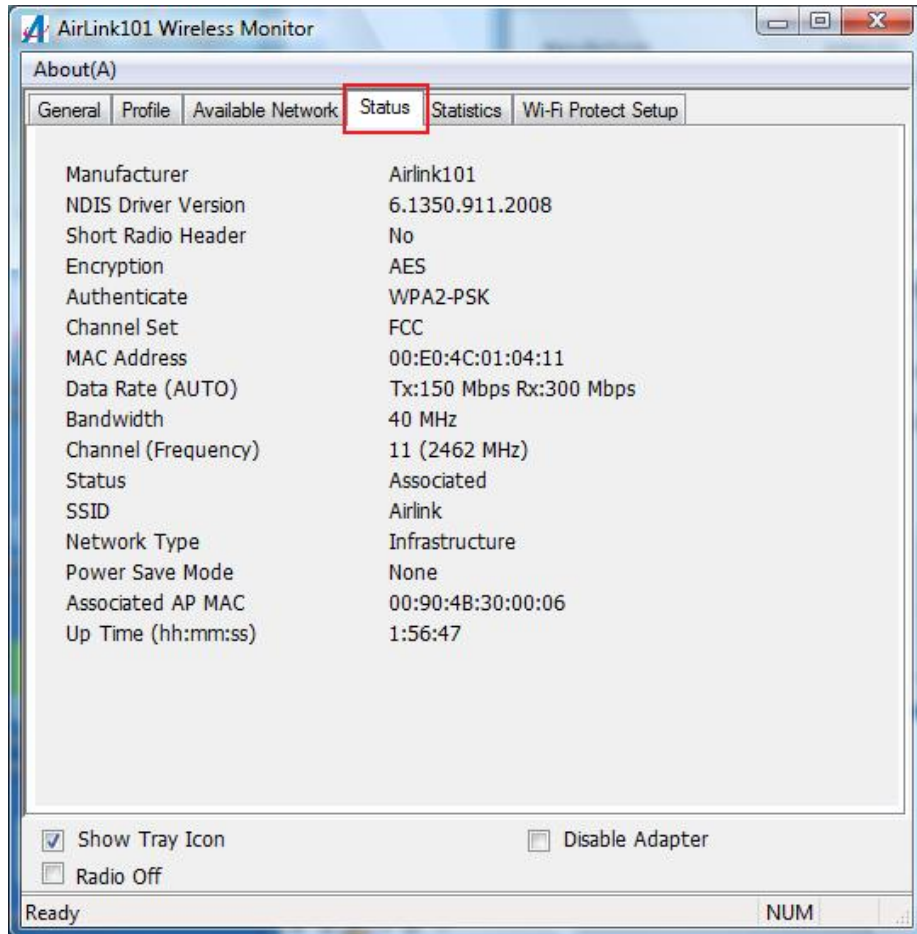 AirLink101 Wireless Monitor
About(A)
General Profile Available Network Status Statistics Wi-Fi Protect Setup
Manufacturer Airlink101
NDIS Driver Version 6.1350.911.2008
Short Radio Header No
Encryption AES
Authenticate WPA2-PSK
Channel Set FCC
MAC Address 00:E0:4C:01:04:11
Data Rate (AUTO) Tx:150 Mbps Rx:300 Mbps
Bandwidth 40 MHz
Channel (Frequency) 11 (2462 MHz)
Status Associated
SSID Airlink
Network Type Infrastructure
Power Save Mode None
Associated AP MAC 00:90:4B:30:00:06
Up Time (hh:mm:ss) 1:56:47
Show Tray Icon Disable Adapter
Radio Off
Ready NUM